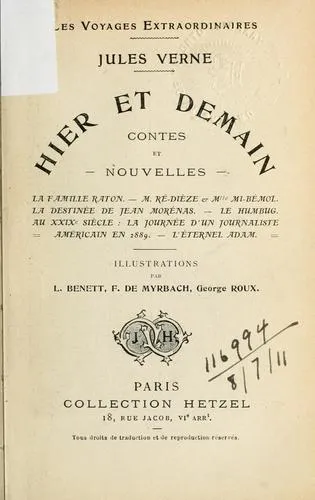 Les Voyages Extraordinaires
JULES VERNE
HIER ET DEMAIN
CONTES
ET
— NOUVELLES —
LA FAMILLE RATON. — M. RÉ-DIÈZE & Mlle MI-BÉMOL.
LA DESTINÉE DE JEAN MORÉNAS. — LE HUMBUG.
AU XXIXe SIÈCLE : LA JOURNÉE D'UN JOURNALISTE
= AMÉRICAIN EN 2889. — L'ÉTERNEL ADAM. =
ILLUSTRATIONS
PAR
L. BENETT, F. DE MYRBACH, George ROUX.
J H
116994
8/7/11
PARIS
COLLECTION HETZEL
18, RUE JACOB, VIe ARRt.
Tous droits de traduction et de reproduction réservés.